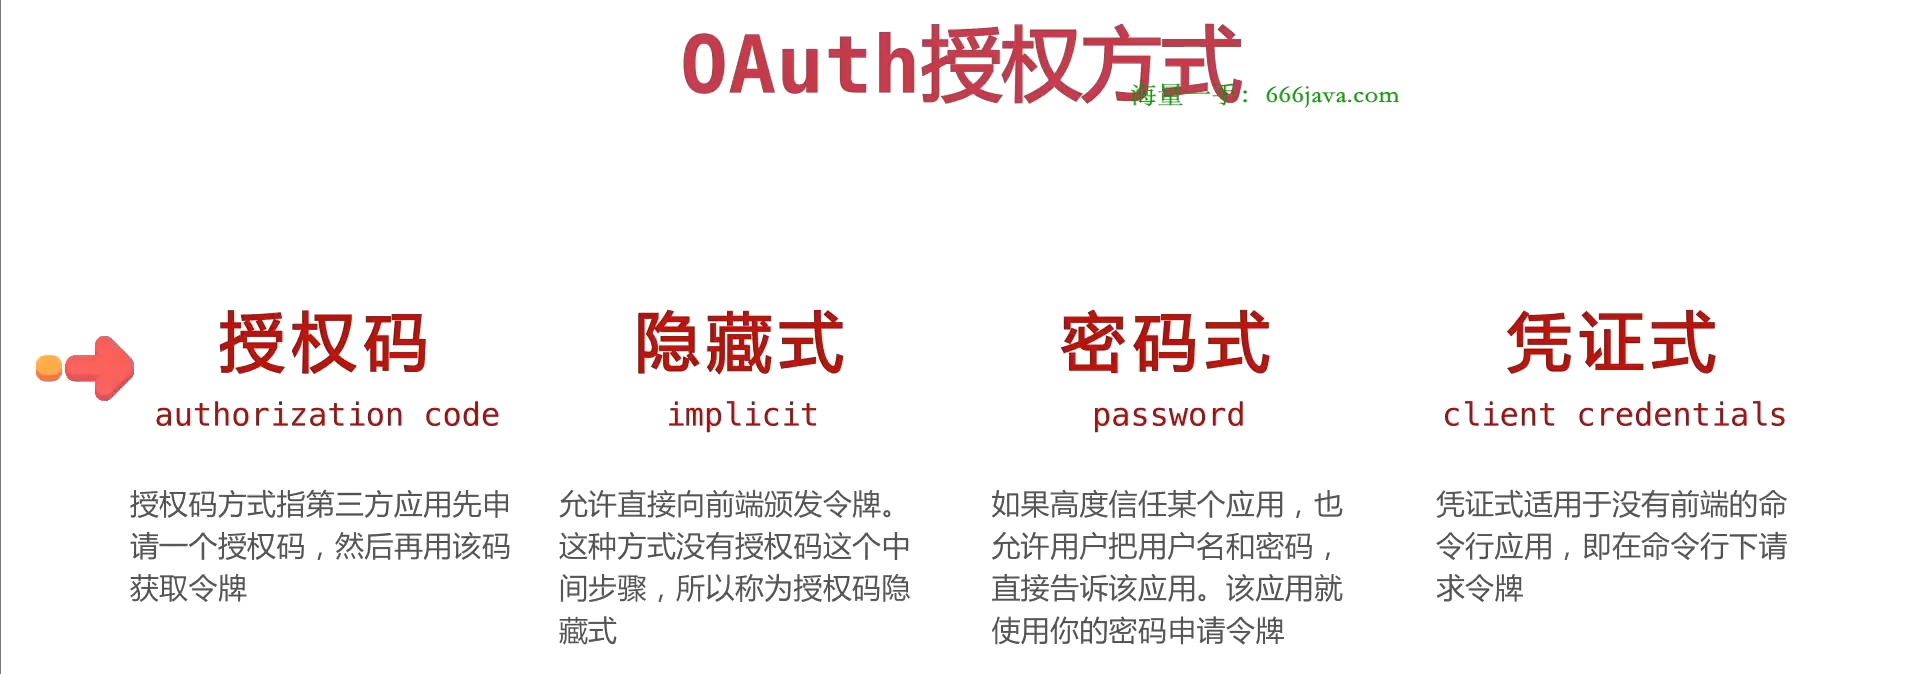 OAuth授权方式
海量一手：666java.com
授权码
authorization code
授权码方式指第三方应用先申
请一个授权码，然后再用该码
获取令牌
隐藏式
implicit
允许直接向前端颁发令牌。
这种方式没有授权码这个中
间步骤，所以称为授权码隐
藏式
密码式
password
如果高度信任某个应用，也
允许用户把用户名和密码，
直接告诉该应用。该应用就
使用你的密码申请令牌
凭证式
client credentials
凭证式适用于没有前端的命
令行应用，即在命令行下请
求令牌